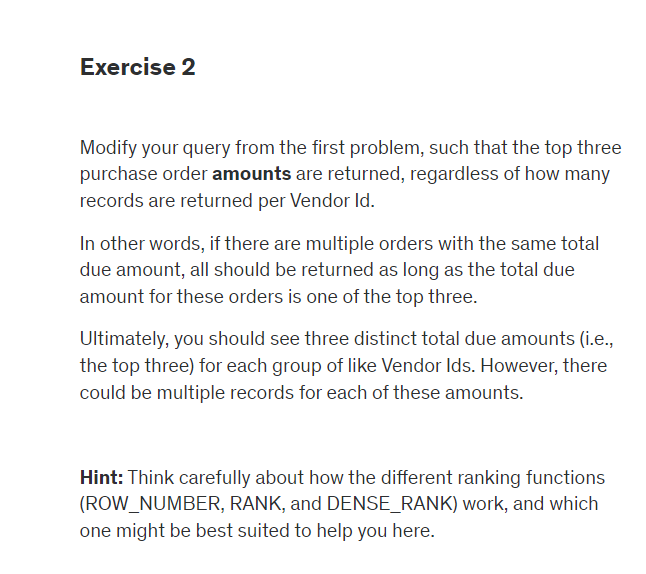 Exercise 2
Modify your query from the first problem, such that the top three
purchase order amounts are returned, regardless of how many
records are returned per Vendor Id.
In other words, if there are multiple orders with the same total
due amount, all should be returned as long as the total due
amount for these orders is one of the top three.
Ultimately, you should see three distinct total due amounts (i.e.,
the top three) for each group of like Vendor Ids. However, there
could be multiple records for each of these amounts.
Hint: Think carefully about how the different ranking functions
(ROW_NUMBER, RANK, and DENSE_RANK) work, and which
one might be best suited to help you here.